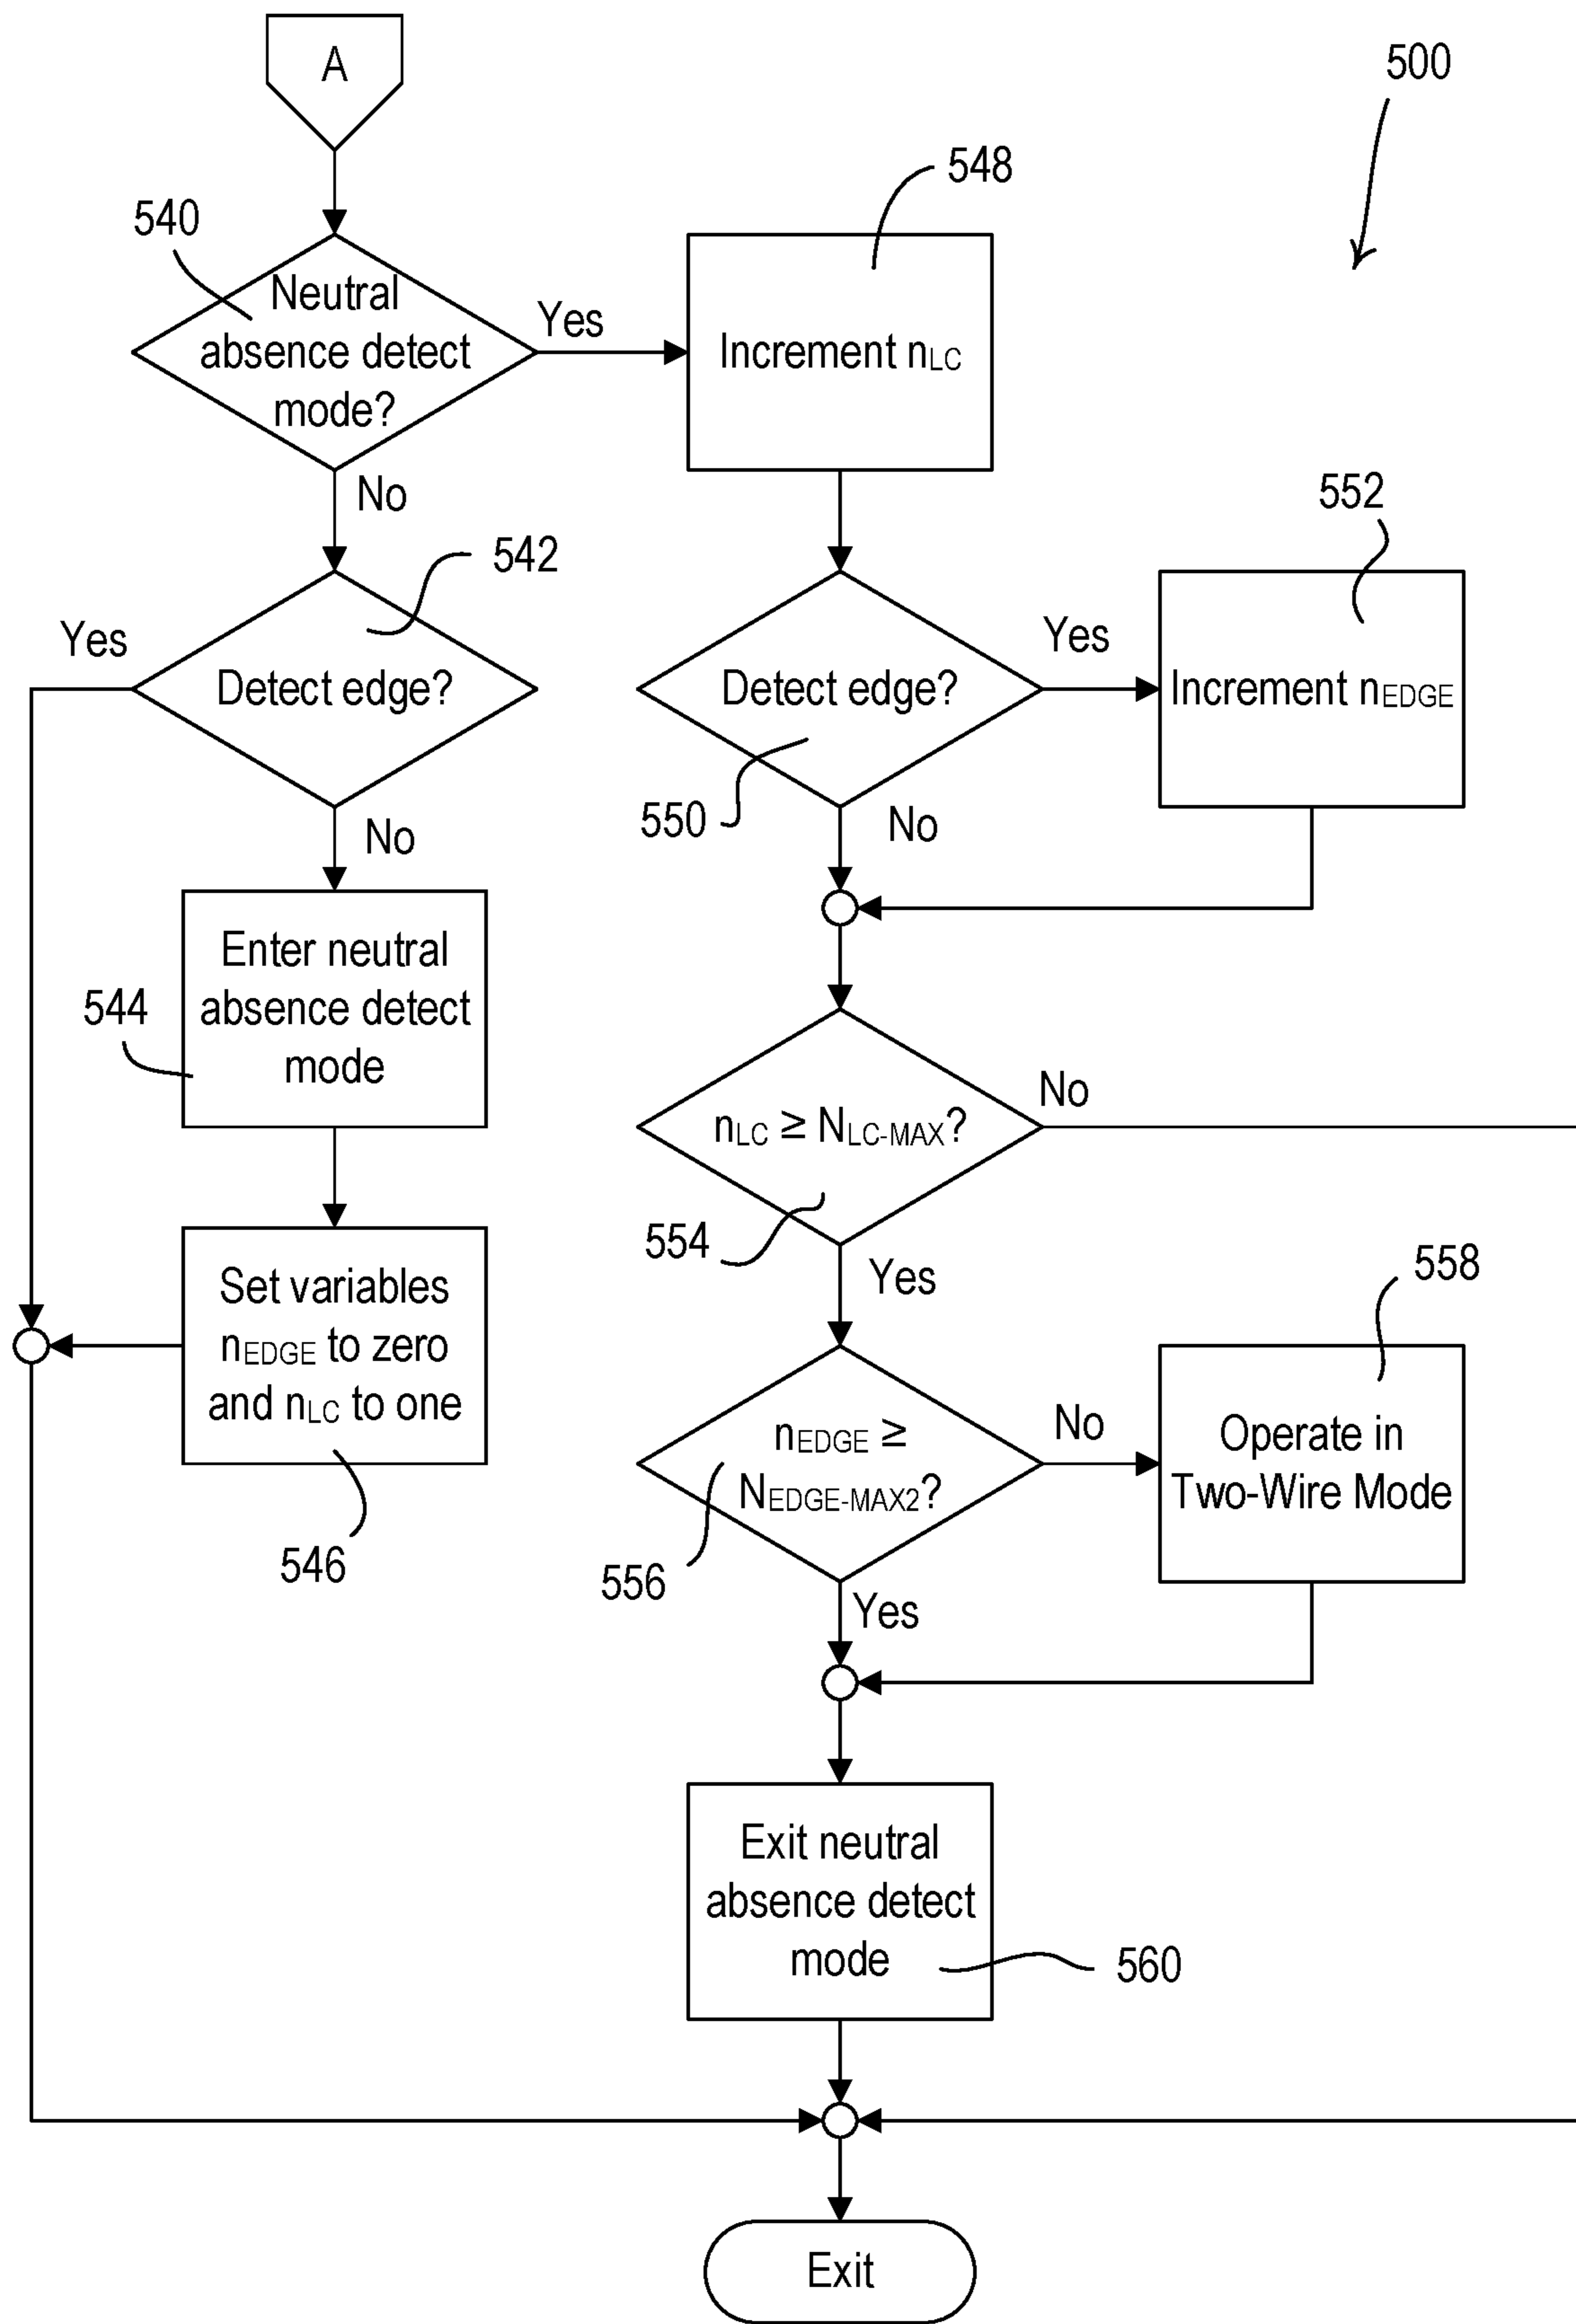 A
500
548
540
Neutral
absence detect
mode?
Yes
Increment nLC
No
552
542
Yes
Detect edge?
Detect edge?
Yes
Increment nEDGE
550
No
No
Enter neutral
absence detect
mode
544
No
nLC ≥ NLC-MAX?
554
Yes
558
Set variables
nEDGE to zero
and nLC to one
546
nEDGE ≥
NEDGE-MAX2?
No
Operate in
Two-Wire Mode
556
Yes
Exit neutral
absence detect
mode
560
Exit